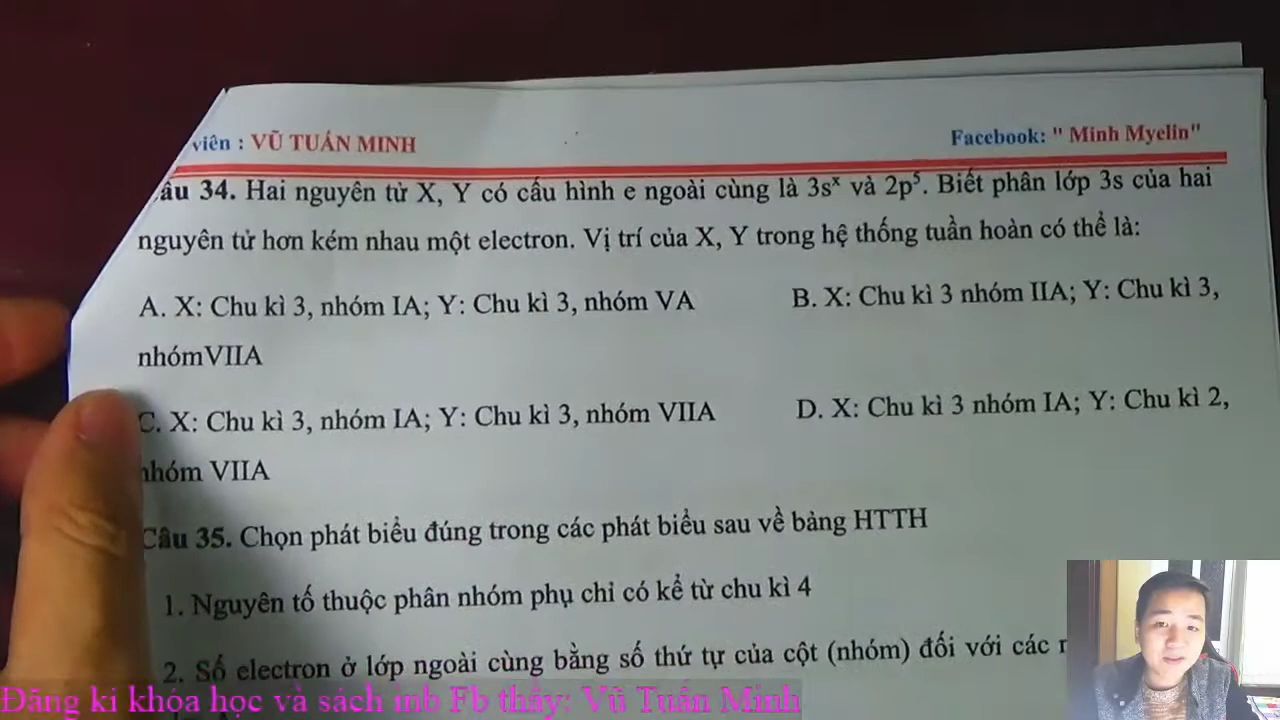 viên : VŨ TUẤN MINH
Facebook: " Minh Myelin"
âu 34. Hai nguyên tử X, Y có cấu hình e ngoài cùng là 3sˣ và 2p⁵. Biết phân lớp 3s của hai
nguyên tử hơn kém nhau một electron. Vị trí của X, Y trong hệ thống tuần hoàn có thể là:
A. X: Chu kì 3, nhóm IA; Y: Chu kì 3, nhóm VA
B. X: Chu kì 3 nhóm IIA; Y: Chu kì 3,
nhómVIIA
C. X: Chu kì 3, nhóm IA; Y: Chu kì 3, nhóm VIIA
D. X: Chu kì 3 nhóm IA; Y: Chu kì 2,
nhóm VIIA
Câu 35. Chọn phát biểu đúng trong các phát biểu sau về bảng HTTH
1. Nguyên tố thuộc phân nhóm phụ chỉ có kể từ chu kì 4
2. Số electron ở lớp ngoài cùng bằng số thứ tự của cột (nhóm) đối với các
Đăng kí khóa học và sách inb Fb thầy: Vũ Tuấn Minh